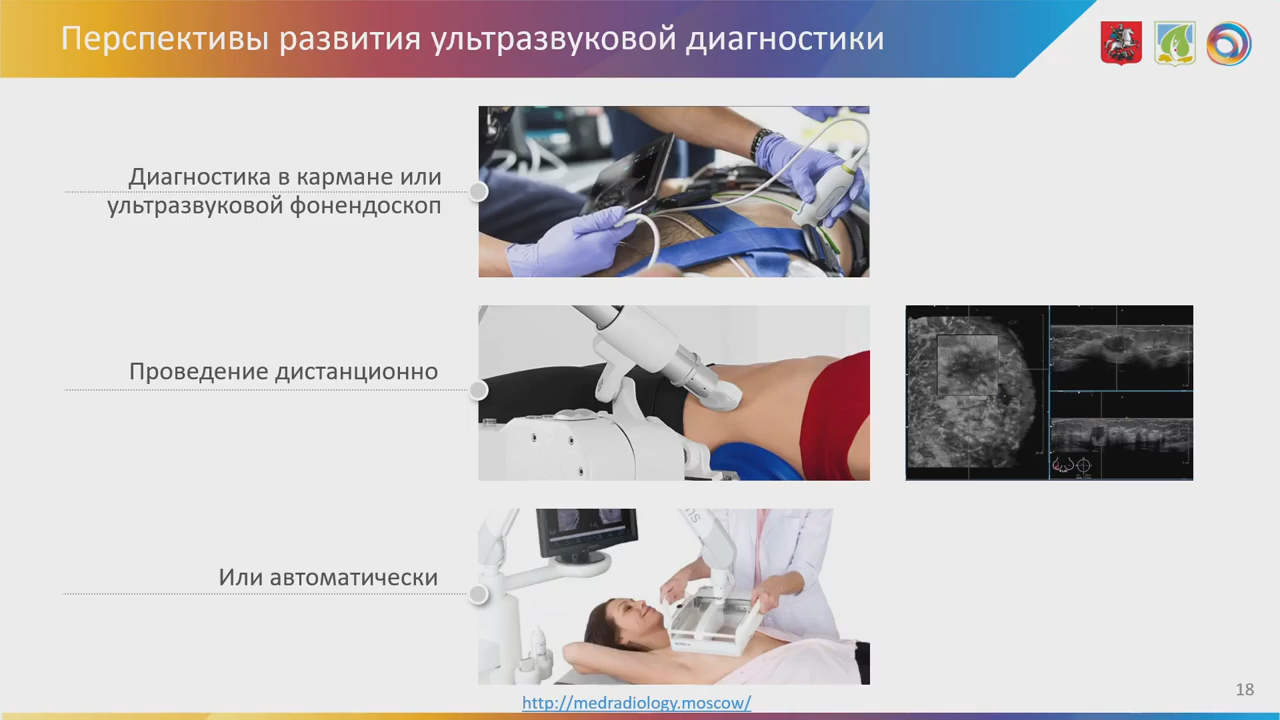 Перспективы развития ультразвуковой диагностики
Диагностика в кармане или
ультразвуковой фонендоскоп
Проведение дистанционно
Или автоматически
http://medradiology.moscow/
18